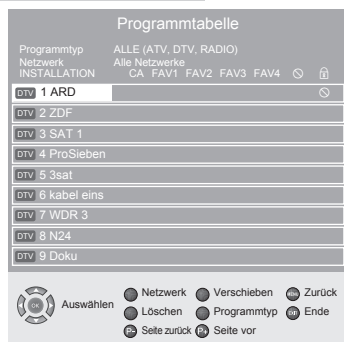 Programmtabelle
Programmtyp ALLE (ATV, DTV, RADIO)
Netzwerk Alle Netzwerke
INSTALLATION CA FAV1 FAV2 FAV3 FAV4
DTV 1 ARD
DTV 2 ZDF
DTV 3 SAT 1
DTV 4 ProSieben
DTV 5 3sat
DTV 6 kabel eins
DTV 7 WDR 3
DTV 8 N24
DTV 9 Doku
OK Auswählen
Netzwerk Verschieben MENU Zurück
Löschen Programmtyp EXIT Ende
P- Seite zurück P+ Seite vor